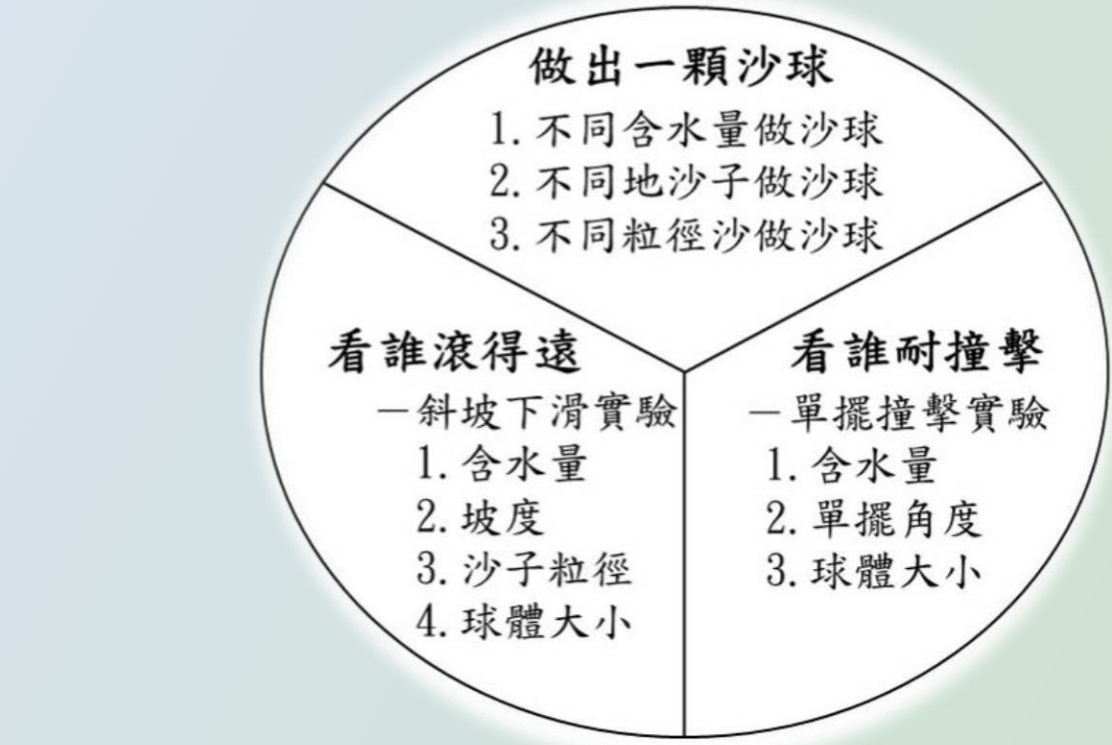 做出一顆沙球
1.不同含水量做沙球
2.不同地沙子做沙球
3.不同粒徑沙做沙球
看誰滾得遠
－斜坡下滑實驗
1.含水量
2.坡度
3.沙子粒徑
4.球體大小
看誰耐撞擊
－單擺撞擊實驗
1.含水量
2.單擺角度
3.球體大小